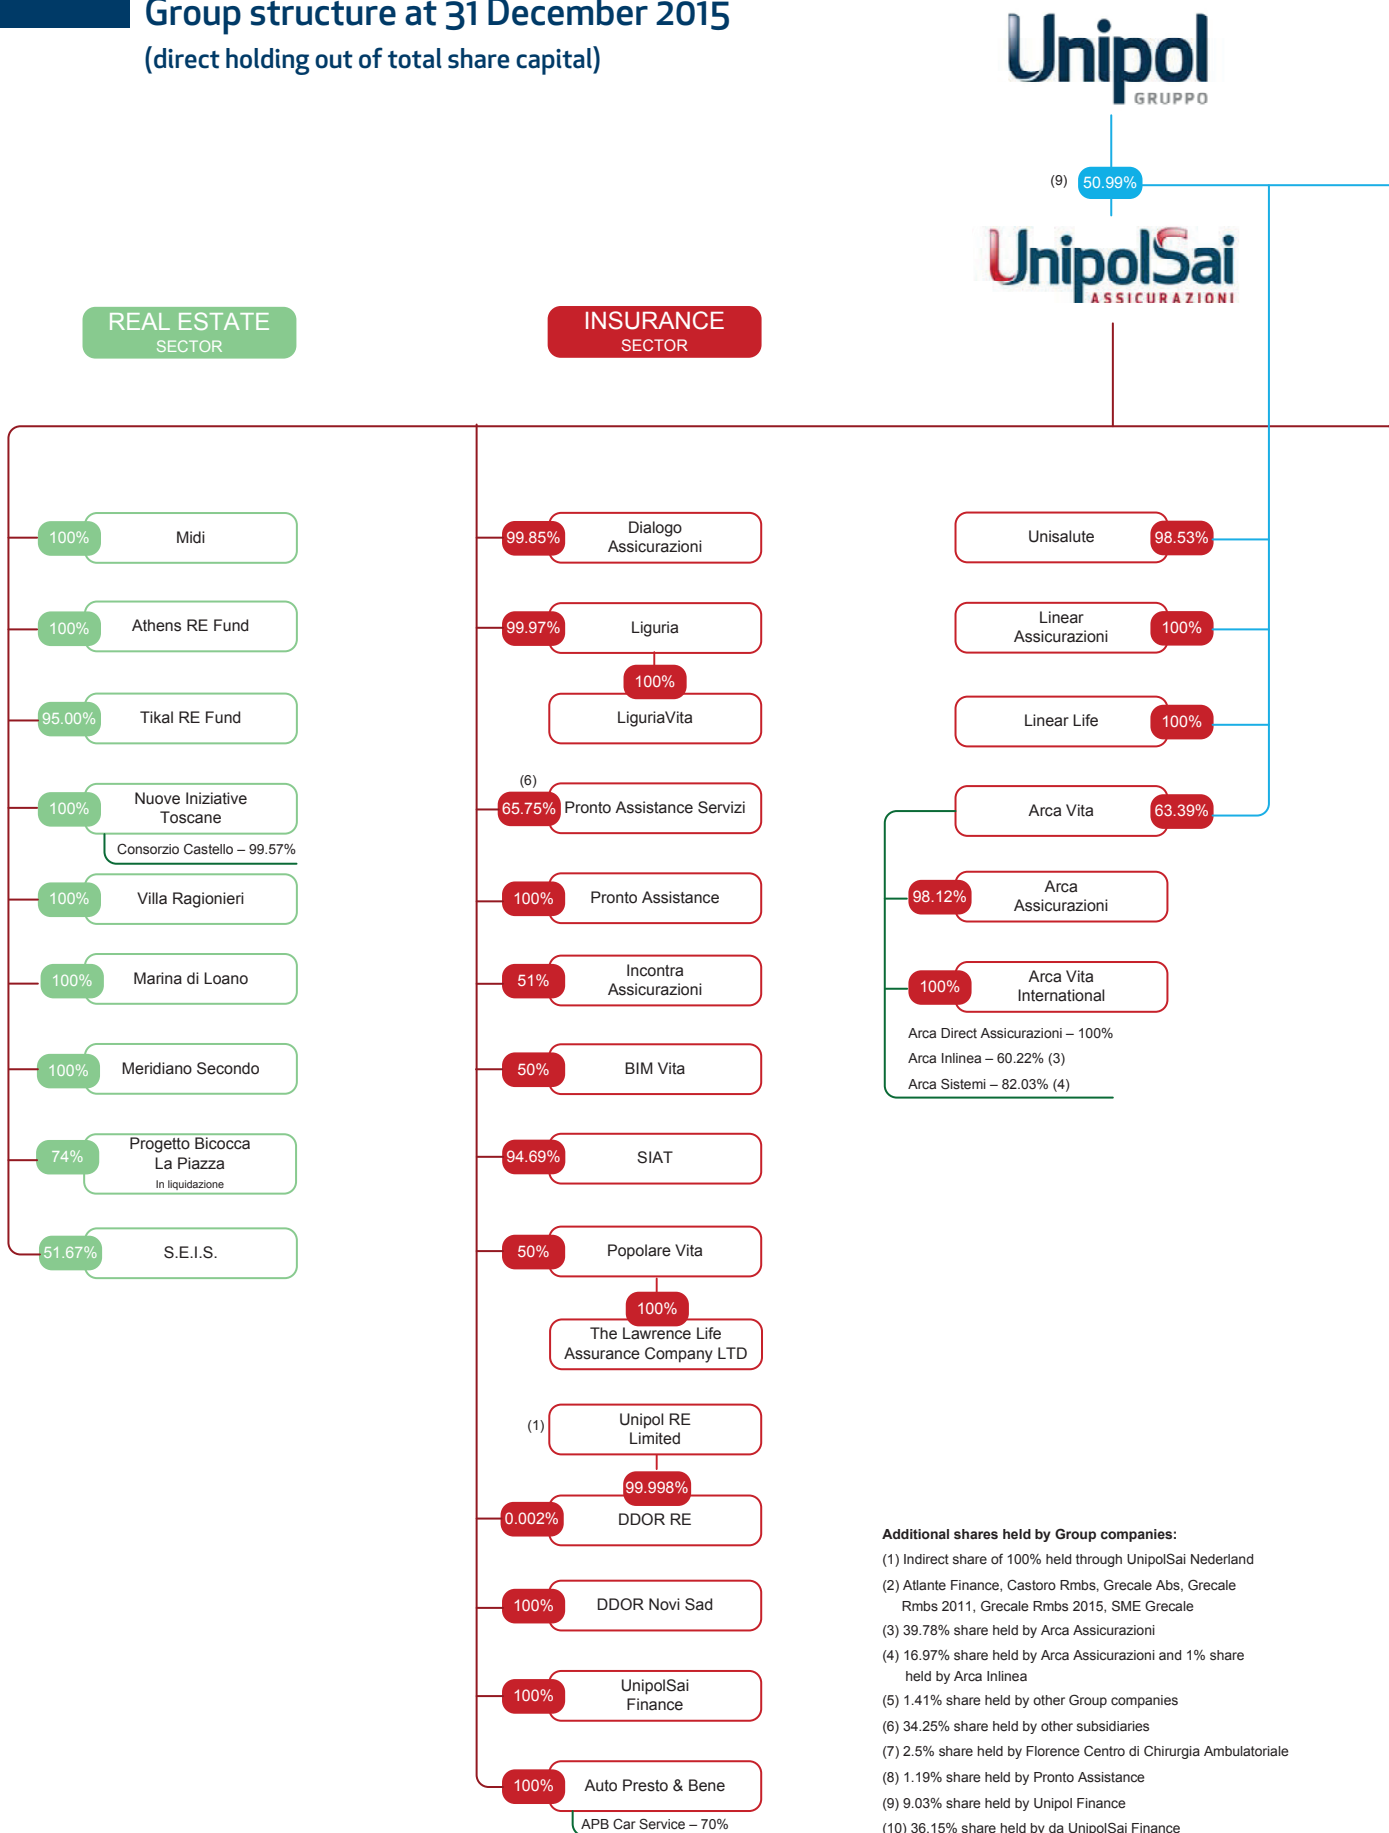 Group structure at 31 December 2015
(direct holding out of total share capital)
Unipol
GRUPPO
(9) 50.99%
UnipolSai
ASSICURAZIONI
REAL ESTATE
SECTOR
INSURANCE
SECTOR
100% Midi
100% Athens RE Fund
95.00% Tikal RE Fund
100% Nuove Iniziative
Toscane
Consorzio Castello – 99.57%
100% Villa Ragionieri
100% Marina di Loano
100% Meridiano Secondo
74% Progetto Bicocca
La Piazza
In liquidazione
51.67% S.E.I.S.
99.85% Dialogo
Assicurazioni
99.97% Liguria
100%
LiguriaVita
(6)
65.75% Pronto Assistance Servizi
100% Pronto Assistance
51% Incontra
Assicurazioni
50% BIM Vita
94.69% SIAT
50% Popolare Vita
100%
The Lawrence Life
Assurance Company LTD
(1) Unipol RE
Limited
99.998%
0.002% DDOR RE
100% DDOR Novi Sad
100% UnipolSai
Finance
100% Auto Presto & Bene
APB Car Service – 70%
Unisalute 98.53%
Linear
Assicurazioni 100%
Linear Life 100%
Arca Vita 63.39%
98.12% Arca
Assicurazioni
100% Arca Vita
International
Arca Direct Assicurazioni – 100%
Arca Inlinea – 60.22% (3)
Arca Sistemi – 82.03% (4)
Additional shares held by Group companies:
(1) Indirect share of 100% held through UnipolSai Nederland
(2) Atlante Finance, Castoro Rmbs, Grecale Abs, Grecale
Rmbs 2011, Grecale Rmbs 2015, SME Grecale
(3) 39.78% share held by Arca Assicurazioni
(4) 16.97% share held by Arca Assicurazioni and 1% share
held by Arca Inlinea
(5) 1.41% share held by other Group companies
(6) 34.25% share held by other subsidiaries
(7) 2.5% share held by Florence Centro di Chirurgia Ambulatoriale
(8) 1.19% share held by Pronto Assistance
(9) 9.03% share held by Unipol Finance
(10) 36.15% share held by da UnipolSai Finance